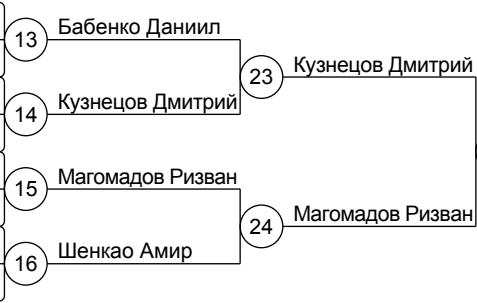 13
Бабенко Даниил
23
Кузнецов Дмитрий
14
Кузнецов Дмитрий
15
Магомадов Ризван
24
Магомадов Ризван
16
Шенкао Амир